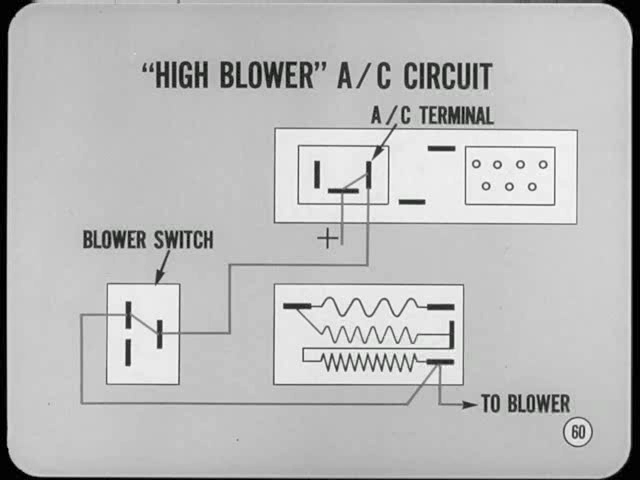 “HIGH BLOWER” A/C CIRCUIT
A/C TERMINAL
+
BLOWER SWITCH
TO BLOWER
60